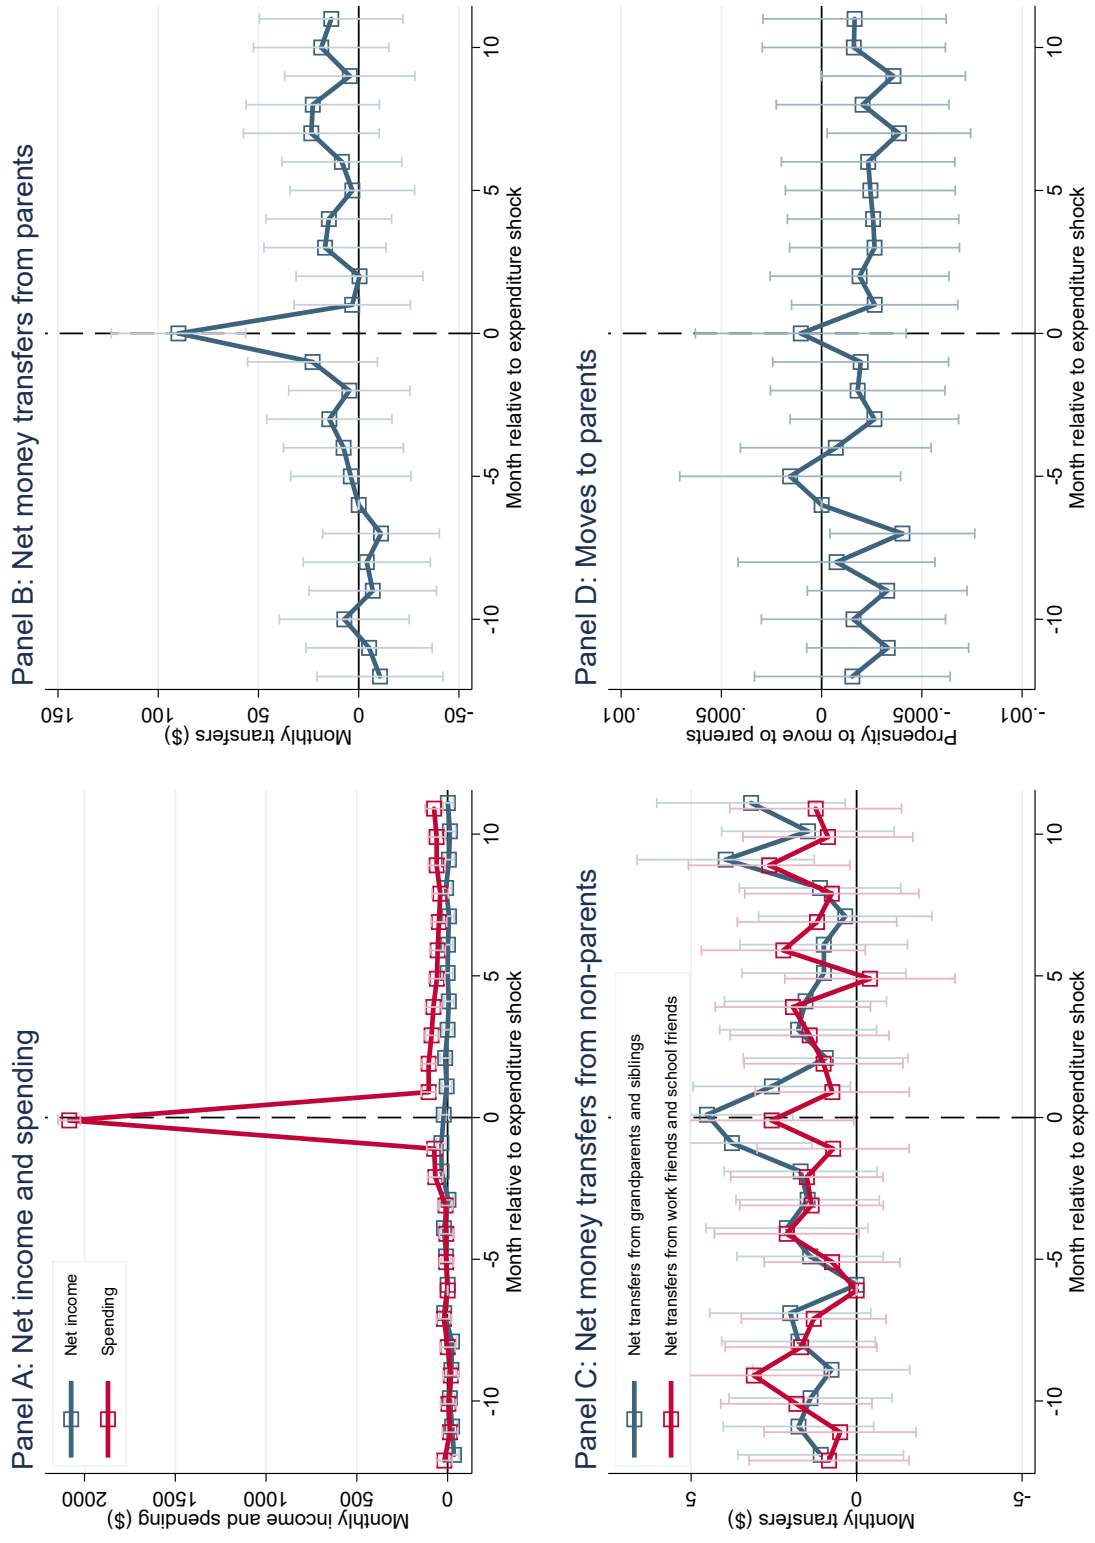 Panel A: Net income and spending
Monthly income and spending ($)
2000
1500
1000
500
0
Net income
Spending
-10
-5
0
5
10
Month relative to expenditure shock
Panel B: Net money transfers from parents
Monthly transfers ($)
150
100
50
0
-50
-10
-5
0
5
10
Month relative to expenditure shock
Panel C: Net money transfers from non-parents
Monthly transfers ($)
5
0
-5
Net transfers from grandparents and siblings
Net transfers from work friends and school friends
-10
-5
0
5
10
Month relative to expenditure shock
Panel D: Moves to parents
Propensity to move to parents
.001
.0005
0
-.0005
-.001
-10
-5
0
5
10
Month relative to expenditure shock